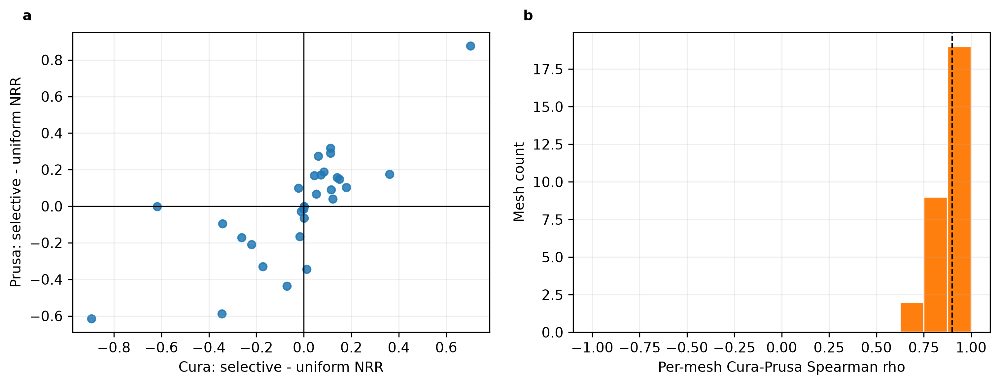 a
b
Prusa: selective - uniform NRR
0.8
0.6
0.4
0.2
0.0
−0.2
−0.4
−0.6
−0.8 −0.6 −0.4 −0.2 0.0 0.2 0.4 0.6
Cura: selective - uniform NRR
Mesh count
17.5
15.0
12.5
10.0
7.5
5.0
2.5
0.0
−1.00 −0.75 −0.50 −0.25 0.00 0.25 0.50 0.75 1.00
Per-mesh Cura-Prusa Spearman rho